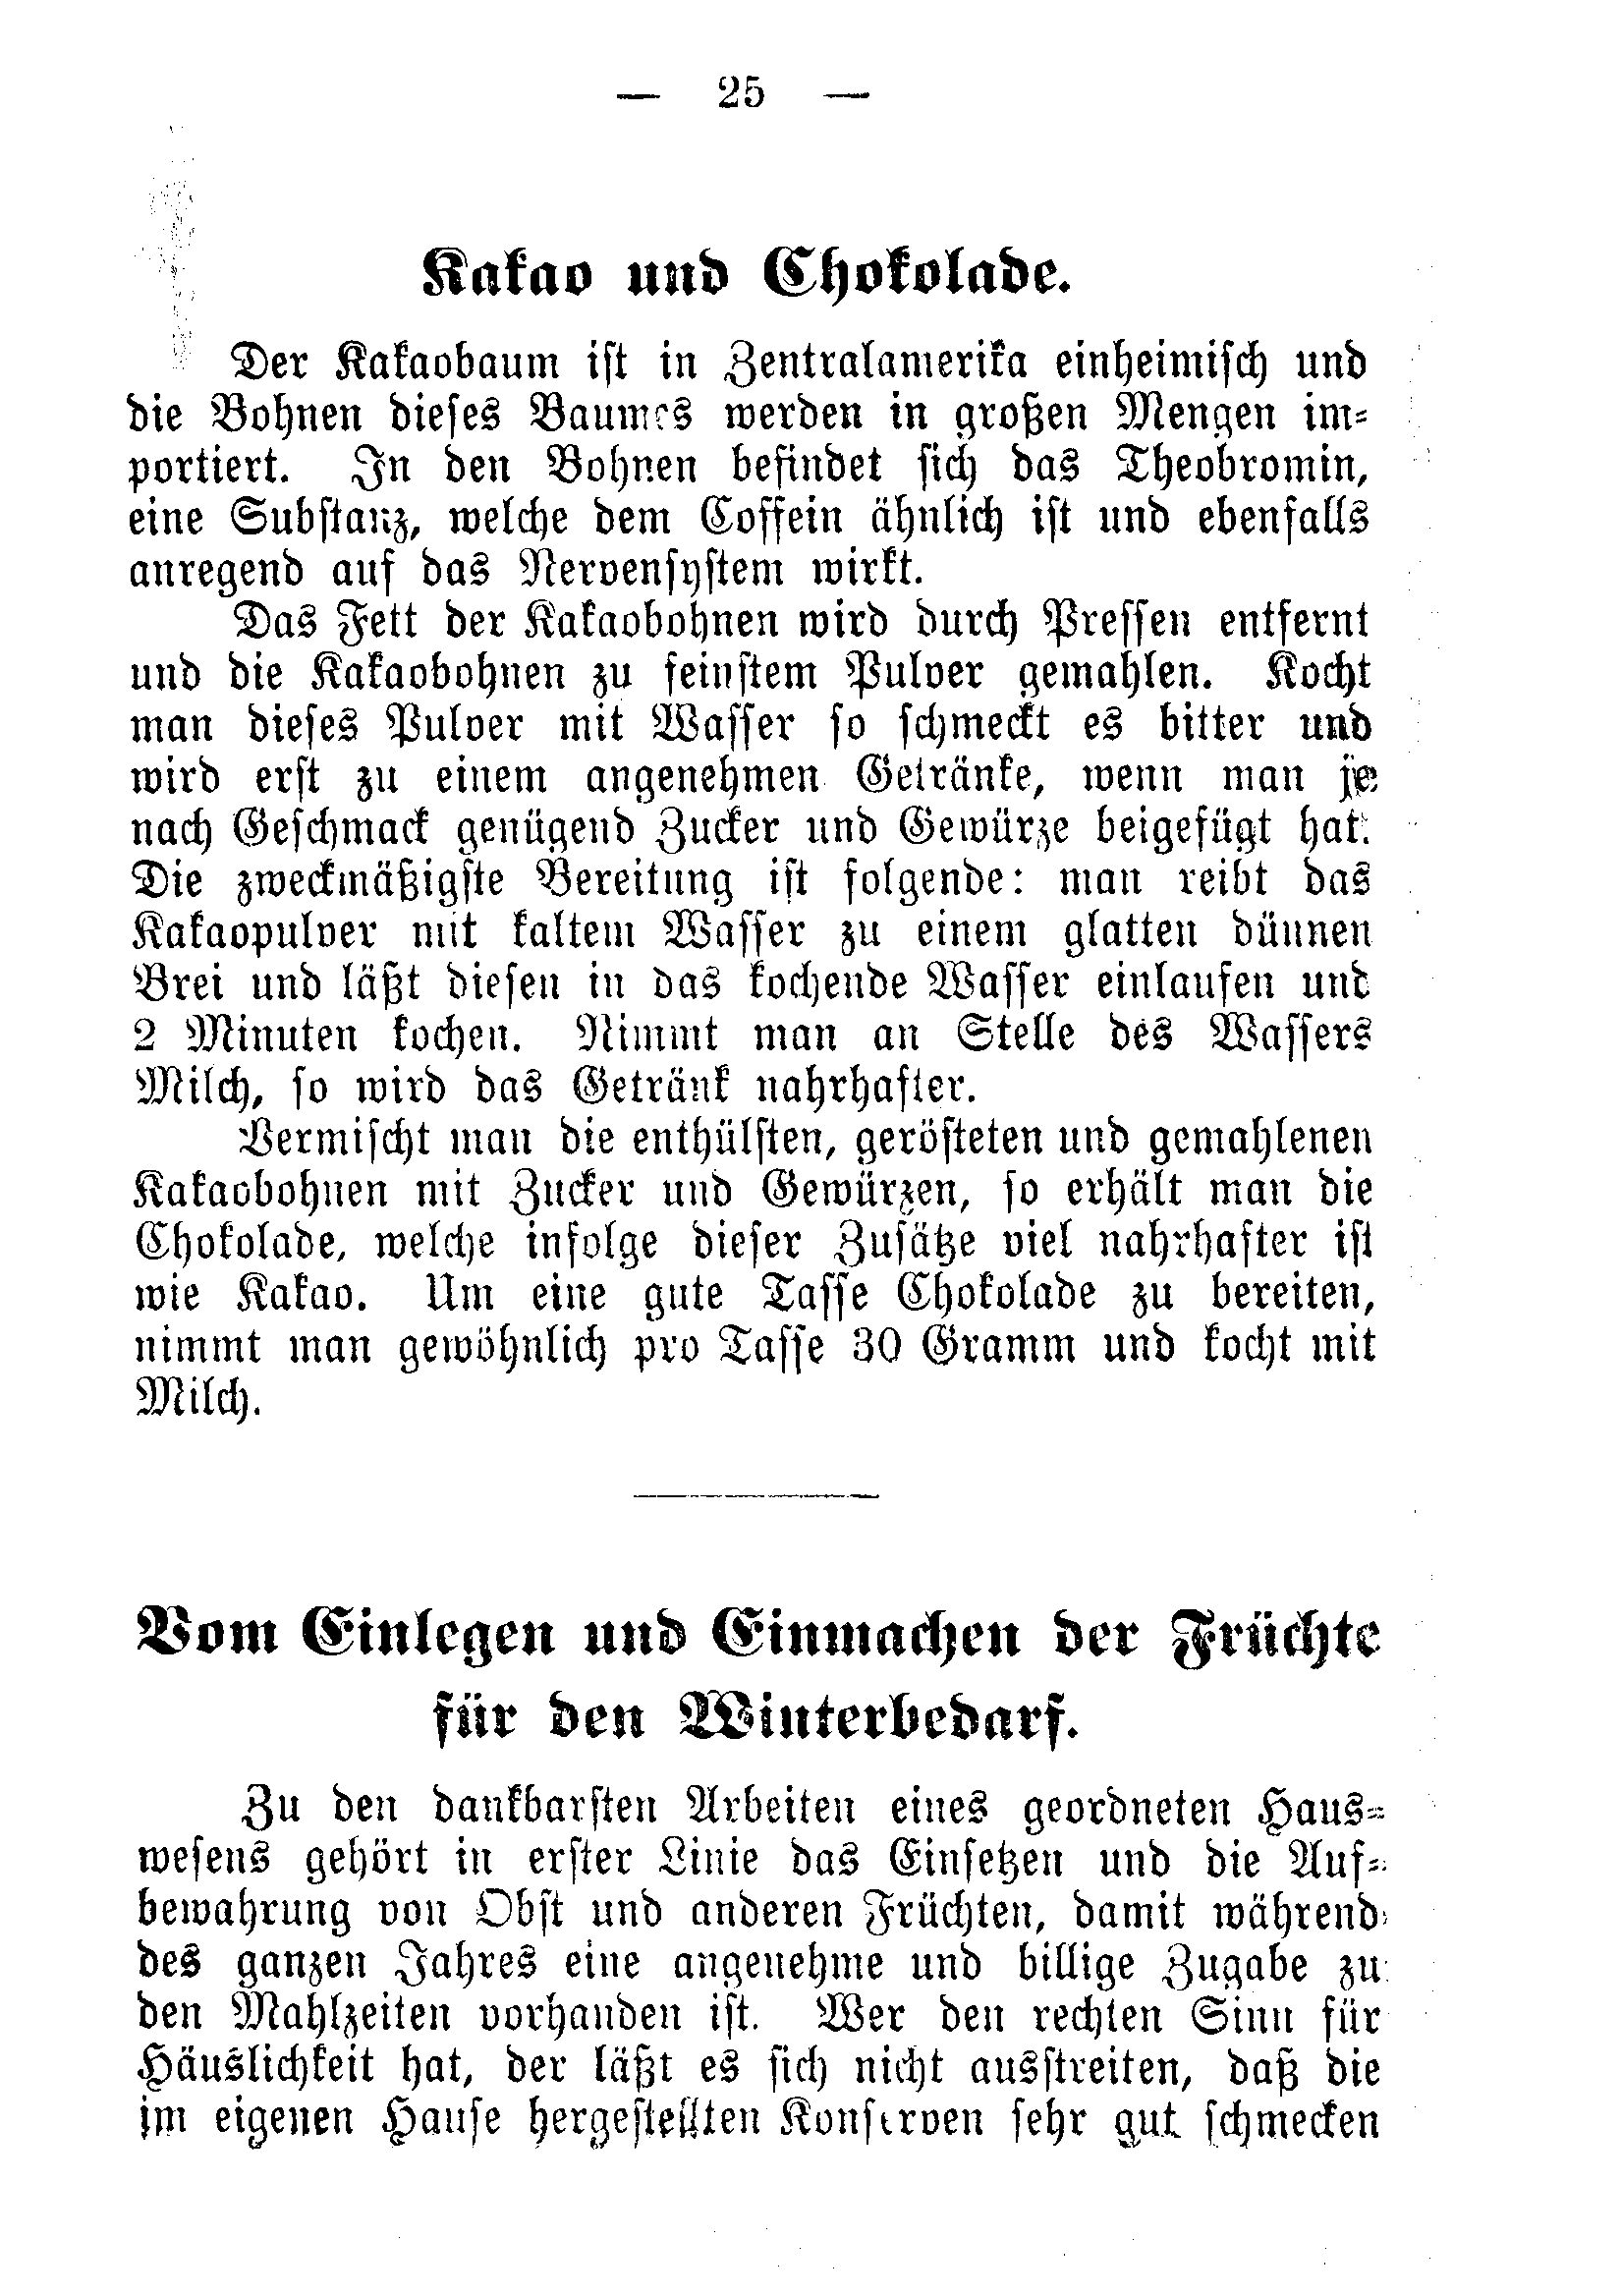 — 25 —
Kakao und Chokolade.
Der Kakaobaum ist in Zentralamerika einheimisch und
die Bohnen dieses Baumes werden in großen Mengen im-
portiert. In den Bohnen befindet sich das Theobromin,
eine Substanz, welche dem Coffein ähnlich ist und ebenfalls
anregend auf das Nervensystem wirkt.
Das Fett der Kakaobohnen wird durch Pressen entfernt
und die Kakaobohnen zu feinstem Pulver gemahlen. Kocht
man dieses Pulver mit Wasser so schmeckt es bitter und
wird erst zu einem angenehmen Getränke, wenn man je
nach Geschmack genügend Zucker und Gewürze beigefügt hat.
Die zweckmäßigste Bereitung ist folgende: man reibt das
Kakaopulver mit kaltem Wasser zu einem glatten dünnen
Brei und läßt diesen in das kochende Wasser einlaufen und
2 Minuten kochen. Nimmt man an Stelle des Wassers
Milch, so wird das Getränk nahrhafter.
Vermischt man die enthülsten, gerösteten und gemahlenen
Kakaobohnen mit Zucker und Gewürzen, so erhält man die
Chokolade, welche infolge dieser Zusätze viel nahrhafter ist
wie Kakao. Um eine gute Tasse Chokolade zu bereiten,
nimmt man gewöhnlich pro Tasse 30 Gramm und kocht mit
Milch.
Vom Einlegen und Einmachen der Früchte
für den Winterbedarf.
Zu den dankbarsten Arbeiten eines geordneten Haus-
wesens gehört in erster Linie das Einsetzen und die Auf-
bewahrung von Obst und anderen Früchten, damit während
des ganzen Jahres eine angenehme und billige Zugabe zu
den Mahlzeiten vorhanden ist. Wer den rechten Sinn für
Häuslichkeit hat, der läßt es sich nicht ausstreiten, daß die
im eigenen Hause hergestellten Konserven sehr gut schmecken